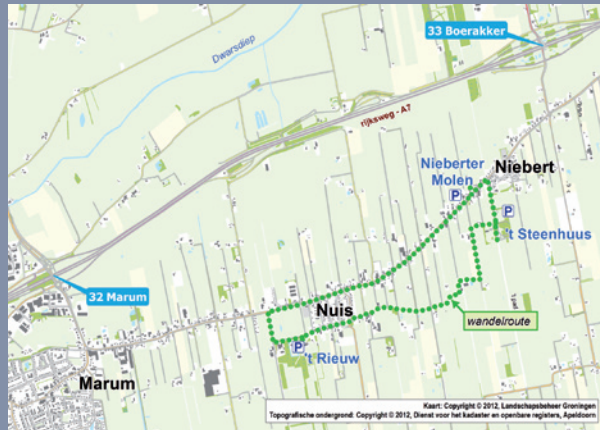 33 Boerakker
Dwarsdiep
rijksweg - A7
Nieberter
Molen
Niebert
P
P
't Steenhuus
32 Marum
Nuis
wandelroute
P
't Rieuw
Marum
Kaart: Copyright © 2012, Landschapsbeheer Groningen
Topografische ondergrond: Copyright © 2012, Dienst voor het kadaster en openbare registers, Apeldoorn